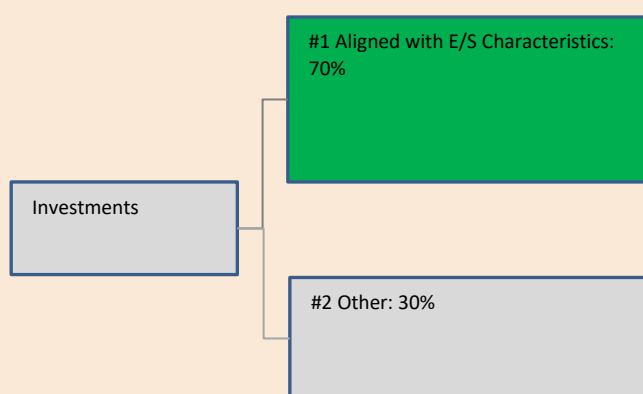 #1 Aligned with E/S Characteristics:
70%
Investments
#2 Other: 30%